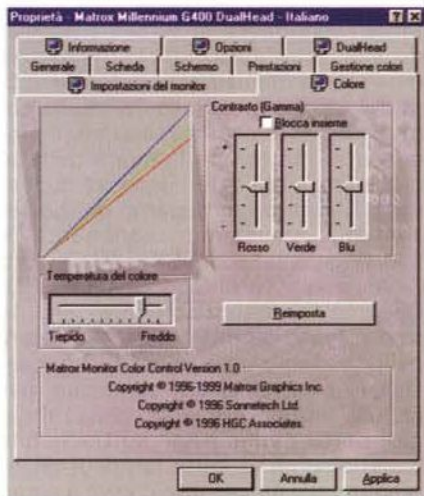 Proprietà - Matrox Millennium G400 DualHead - Italiano
Informazione Opzioni DualHead
Generale Scheda Schermo Prestazioni Gestione colori
Impostazioni del monitor Colore
Contrasto (Gamma)
Blocca insieme
+
-
Rosso Verde Blu
Temperatura del colore
Tiepido Freddo
Reimposta
Matrox Monitor Color Control Version 1.0
Copyright © 1996-1999 Matrox Graphics Inc.
Copyright © 1996 Sonnetech Ltd.
Copyright © 1996 HGC Associates.
OK Annulla Applica